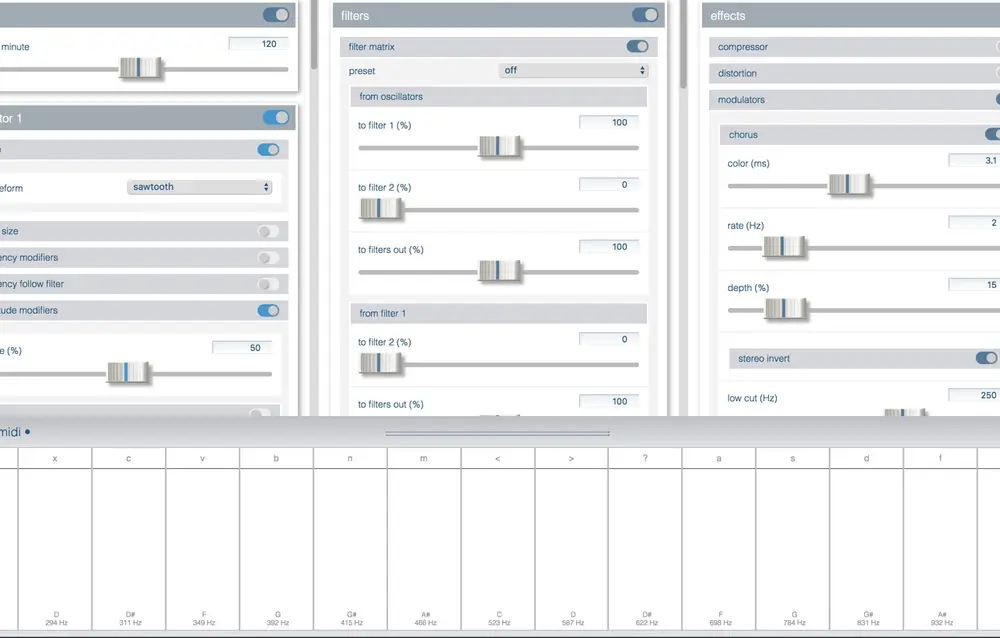 minute
120
tor 1
eform
sawtooth
size
ency modifiers
ency follow filter
ude modifiers
e (%)
50
filters
filter matrix
preset
off
from oscillators
to filter 1 (%)
100
to filter 2 (%)
0
to filters out (%)
100
from filter 1
to filter 2 (%)
0
to filters out (%)
100
effects
compressor
distortion
modulators
chorus
color (ms)
3.1
rate (Hz)
2
depth (%)
15
stereo invert
low cut (Hz)
250
midi •
x c v b n m < > ? a s d f
D D# F G G# A# C D D# F G G# A#
294 Hz 311 Hz 349 Hz 392 Hz 415 Hz 466 Hz 523 Hz 587 Hz 622 Hz 698 Hz 784 Hz 831 Hz 932 Hz